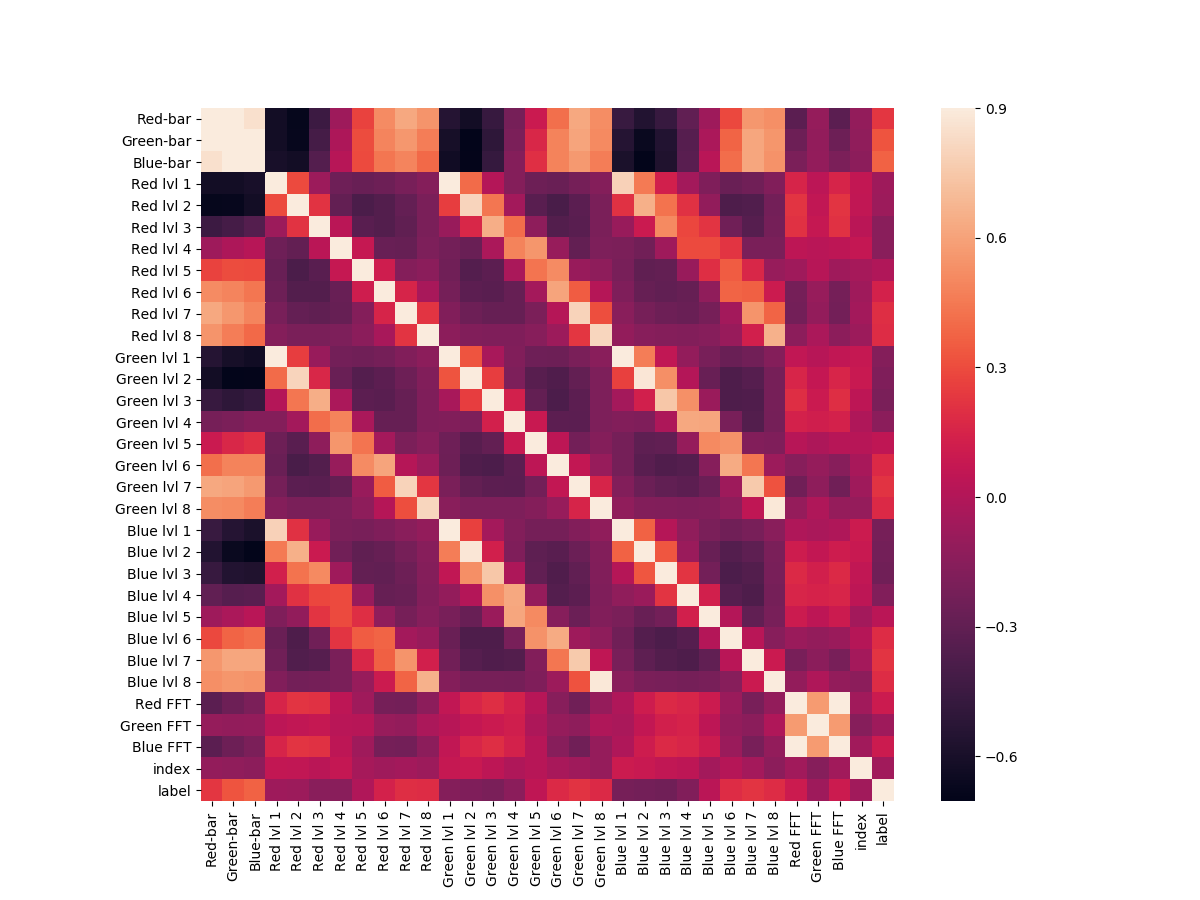 Red-bar
Green-bar
Blue-bar
Red lvl 1
Red lvl 2
Red lvl 3
Red lvl 4
Red lvl 5
Red lvl 6
Red lvl 7
Red lvl 8
Green lvl 1
Green lvl 2
Green lvl 3
Green lvl 4
Green lvl 5
Green lvl 6
Green lvl 7
Green lvl 8
Blue lvl 1
Blue lvl 2
Blue lvl 3
Blue lvl 4
Blue lvl 5
Blue lvl 6
Blue lvl 7
Blue lvl 8
Red FFT
Green FFT
Blue FFT
index
label
Red-bar
Green-bar
Blue-bar
Red lvl 1
Red lvl 2
Red lvl 3
Red lvl 4
Red lvl 5
Red lvl 6
Red lvl 7
Red lvl 8
Green lvl 1
Green lvl 2
Green lvl 3
Green lvl 4
Green lvl 5
Green lvl 6
Green lvl 7
Green lvl 8
Blue lvl 1
Blue lvl 2
Blue lvl 3
Blue lvl 4
Blue lvl 5
Blue lvl 6
Blue lvl 7
Blue lvl 8
Red FFT
Green FFT
Blue FFT
index
label
0.9
0.6
0.3
0.0
−0.3
−0.6